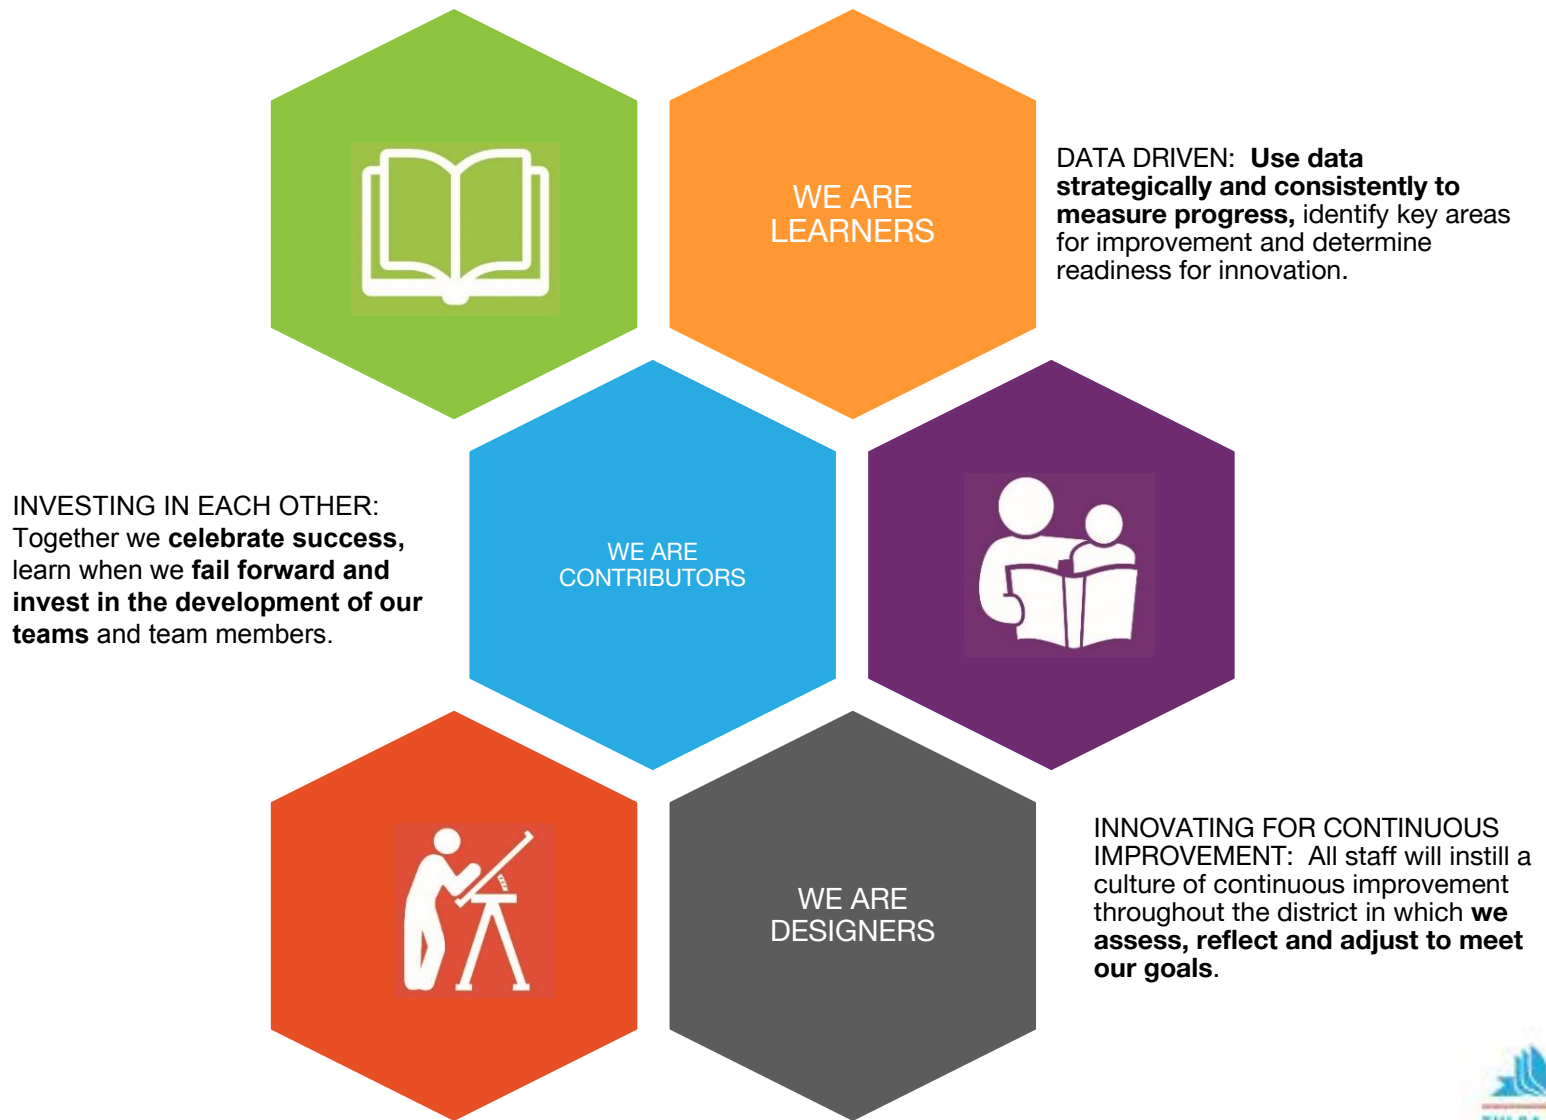 WE ARE
LEARNERS
DATA DRIVEN:  Use data
strategically and consistently to
measure progress, identify key areas
for improvement and determine
readiness for innovation.
INVESTING IN EACH OTHER:
Together we celebrate success,
learn when we fail forward and
invest in the development of our
teams and team members.
WE ARE
CONTRIBUTORS
WE ARE
DESIGNERS
INNOVATING FOR CONTINUOUS
IMPROVEMENT:  All staff will instill a
culture of continuous improvement
throughout the district in which we
assess, reflect and adjust to meet
our goals.